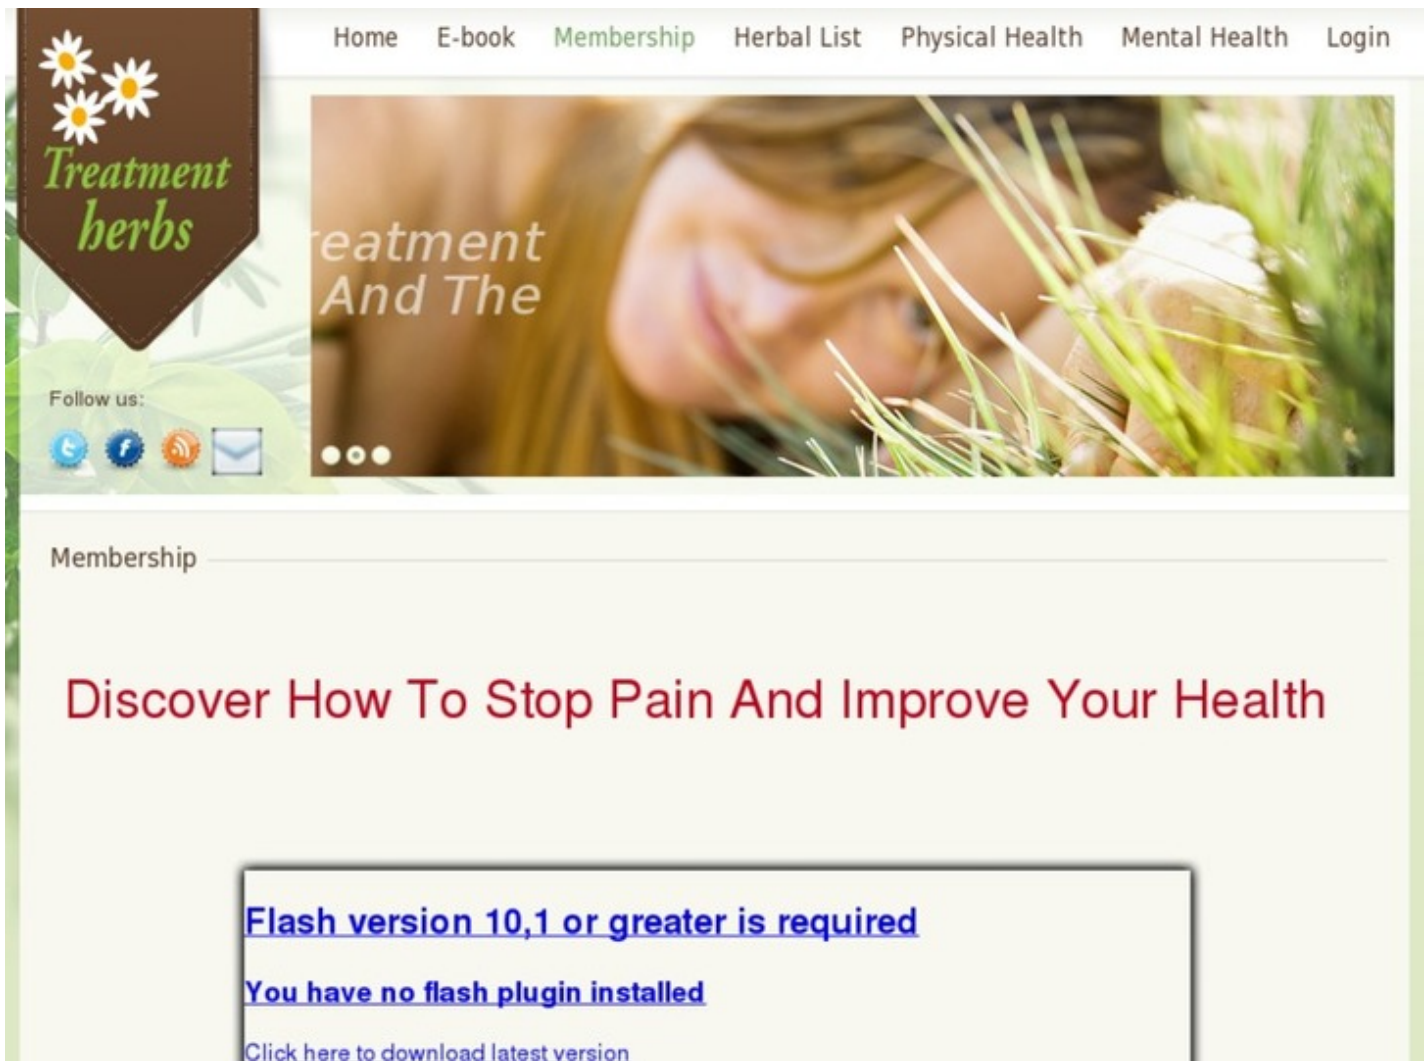 Home E-book Membership Herbal List Physical Health Mental Health Login
Treatment
herbs
reatment
And The
Follow us:
Membership
Discover How To Stop Pain And Improve Your Health
Flash version 10,1 or greater is required
You have no flash plugin installed
Click here to download latest version